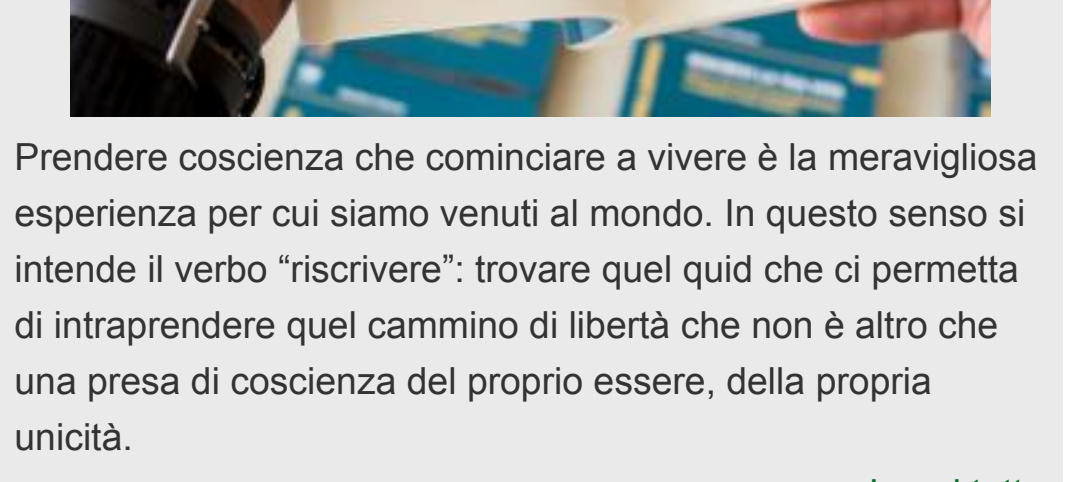 Prendere coscienza che cominciare a vivere è la meravigliosa
esperienza per cui siamo venuti al mondo. In questo senso si
intende il verbo “riscrivere”: trovare quel quid che ci permetta
di intraprendere quel cammino di libertà che non è altro che
una presa di coscienza del proprio essere, della propria
unicità.